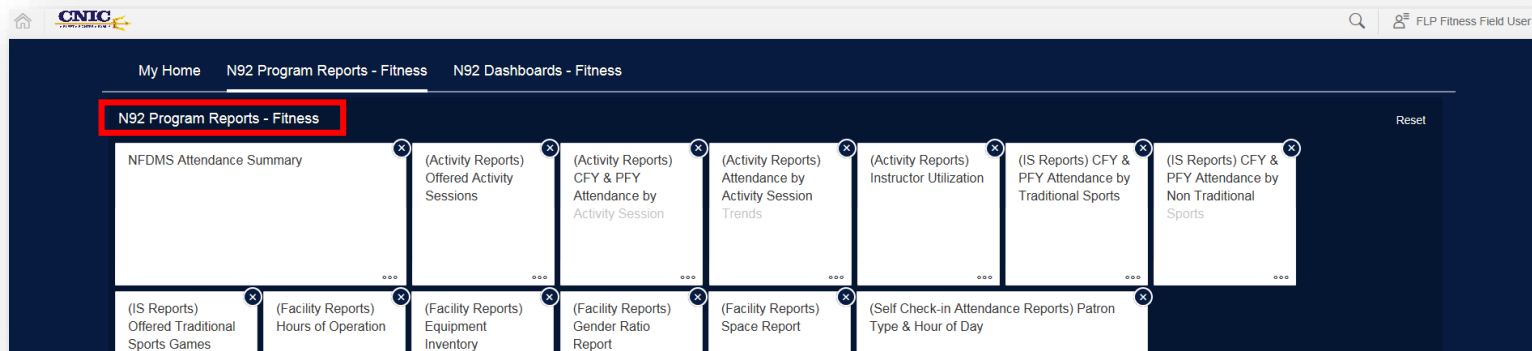 CNIC
FLP Fitness Field User
My Home N92 Program Reports - Fitness N92 Dashboards - Fitness
N92 Program Reports - Fitness
Reset
NFDMS Attendance Summary
(Activity Reports)
Offered Activity
Sessions
(Activity Reports)
CFY & PFY
Attendance by
Activity Session
(Activity Reports)
Attendance by
Activity Session
Trends
(Activity Reports)
Instructor Utilization
(IS Reports) CFY &
PFY Attendance by
Traditional Sports
(IS Reports) CFY &
PFY Attendance by
Non Traditional
Sports
(IS Reports)
Offered Traditional
Sports Games
(Facility Reports)
Hours of Operation
(Facility Reports)
Equipment
Inventory
(Facility Reports)
Gender Ratio
Report
(Facility Reports)
Space Report
(Self Check-in Attendance Reports) Patron
Type & Hour of Day